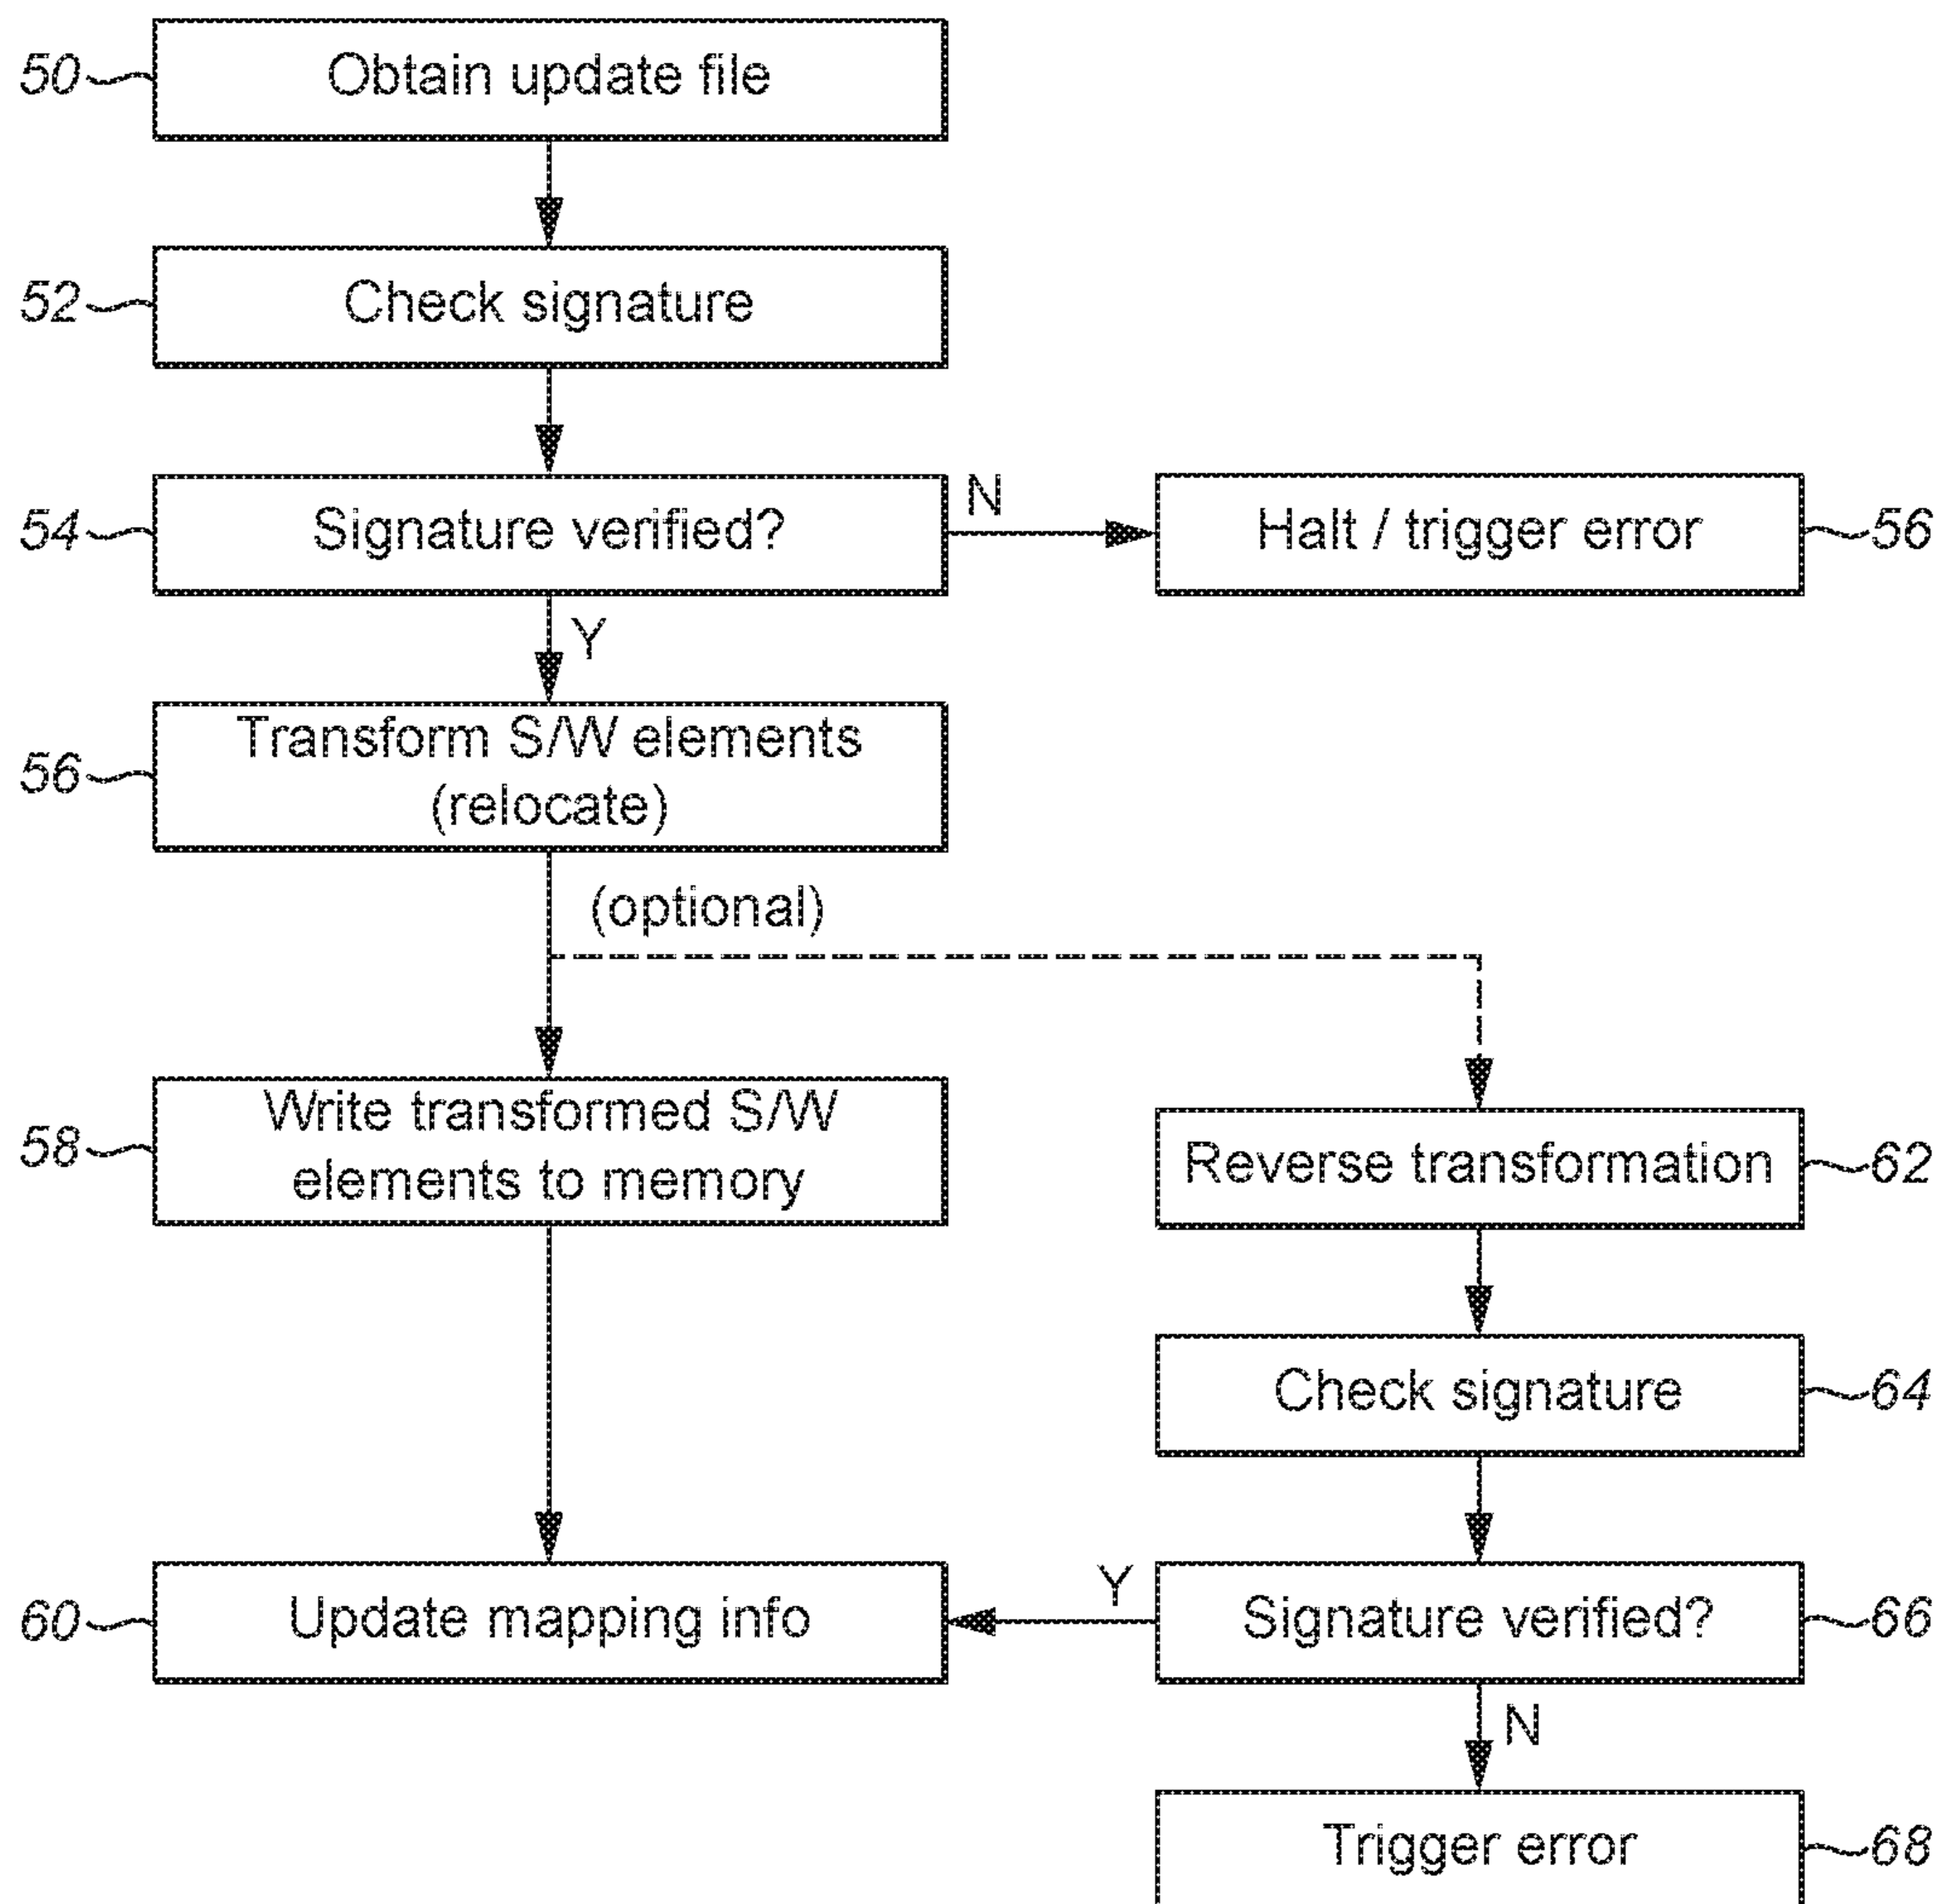 50
Obtain update file
52
Check signature
54
Signature verified?
N
Halt / trigger error
56
Y
56
Transform S/W elements
(relocate)
(optional)
58
Write transformed S/W
elements to memory
Reverse transformation
62
Check signature
64
60
Update mapping info
Y
Signature verified?
66
N
Trigger error
68